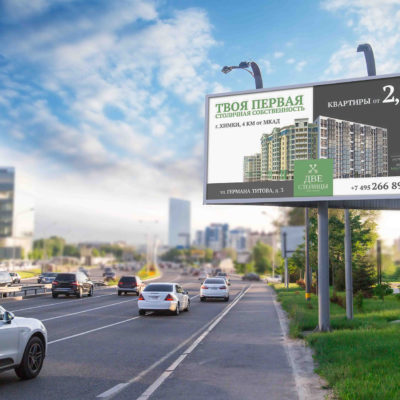 ТВОЯ ПЕРВАЯ
СТОЛИЧНАЯ СОБСТВЕННОСТЬ
г. ХИМКИ, 4 КМ от МКАД
КВАРТИРЫ от 2,
ДВЕ
СТОЛИЦЫ
ул. ГЕРМАНА ТИТОВА, д. 3
+7 495 266 89